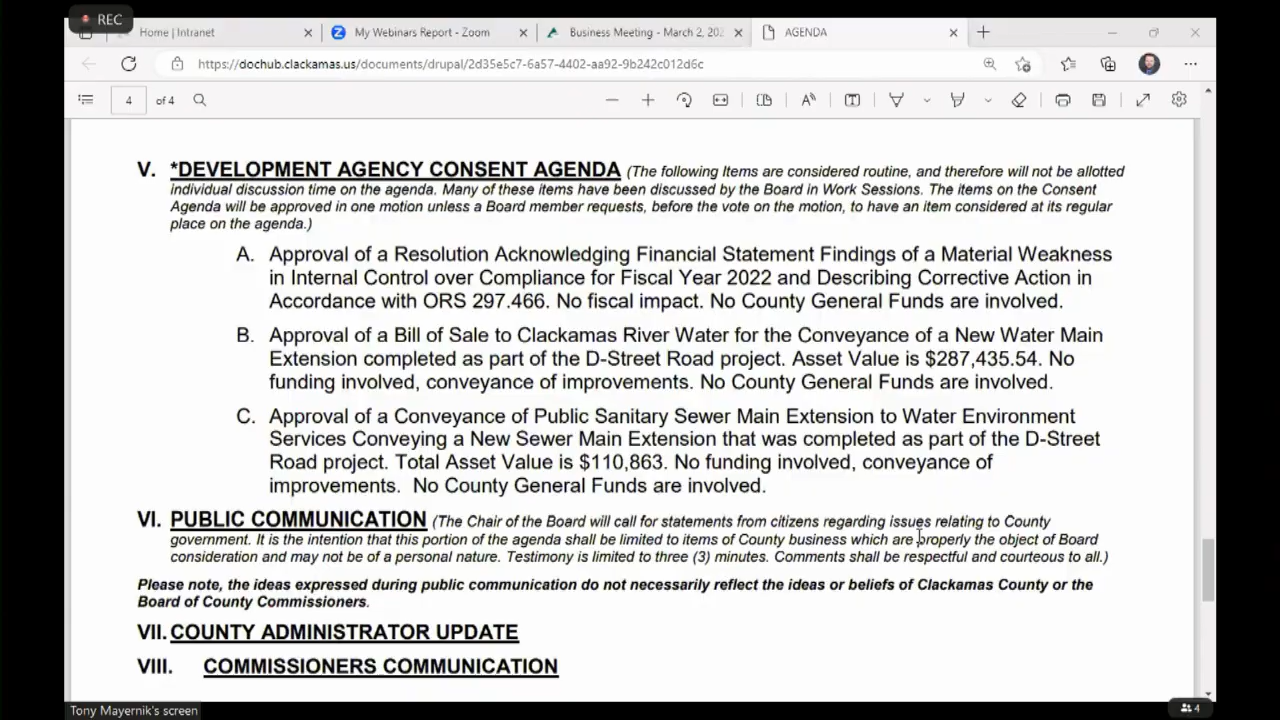 REC
Home | Intranet
My Webinars Report - Zoom
Business Meeting - March 2, 202
AGENDA
https://dochub.clackamas.us/documents/drupal/2d35e5c7-6a57-4402-aa92-9b242c012d6c
4 of 4
V. *DEVELOPMENT AGENCY CONSENT AGENDA (The following Items are considered routine, and therefore will not be allotted
individual discussion time on the agenda. Many of these items have been discussed by the Board in Work Sessions. The items on the Consent
Agenda will be approved in one motion unless a Board member requests, before the vote on the motion, to have an item considered at its regular
place on the agenda.)
A. Approval of a Resolution Acknowledging Financial Statement Findings of a Material Weakness
in Internal Control over Compliance for Fiscal Year 2022 and Describing Corrective Action in
Accordance with ORS 297.466. No fiscal impact. No County General Funds are involved.
B. Approval of a Bill of Sale to Clackamas River Water for the Conveyance of a New Water Main
Extension completed as part of the D-Street Road project. Asset Value is $287,435.54. No
funding involved, conveyance of improvements. No County General Funds are involved.
C. Approval of a Conveyance of Public Sanitary Sewer Main Extension to Water Environment
Services Conveying a New Sewer Main Extension that was completed as part of the D-Street
Road project. Total Asset Value is $110,863. No funding involved, conveyance of
improvements. No County General Funds are involved.
VI. PUBLIC COMMUNICATION (The Chair of the Board will call for statements from citizens regarding issues relating to County
government. It is the intention that this portion of the agenda shall be limited to items of County business which are properly the object of Board
consideration and may not be of a personal nature. Testimony is limited to three (3) minutes. Comments shall be respectful and courteous to all.)
Please note, the ideas expressed during public communication do not necessarily reflect the ideas or beliefs of Clackamas County or the
Board of County Commissioners.
VII. COUNTY ADMINISTRATOR UPDATE
VIII. COMMISSIONERS COMMUNICATION
Tony Mayernik's screen
4